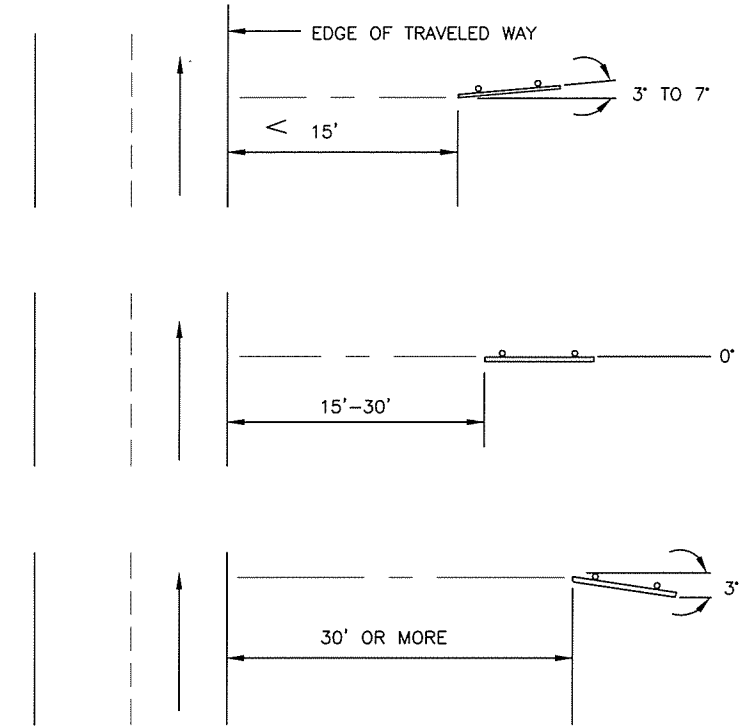 EDGE OF TRAVELED WAY
3° TO 7°
< 15'
0°
15'-30'
3°
30' OR MORE